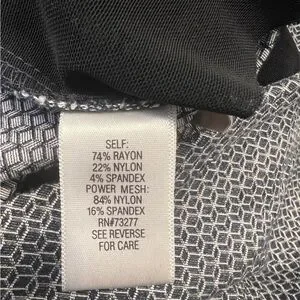 SELF:
74% RAYON
22% NYLON
4% SPANDEX
POWER MESH:
84% NYLON
16% SPANDEX
RN#73277
SEE REVERSE
FOR CARE